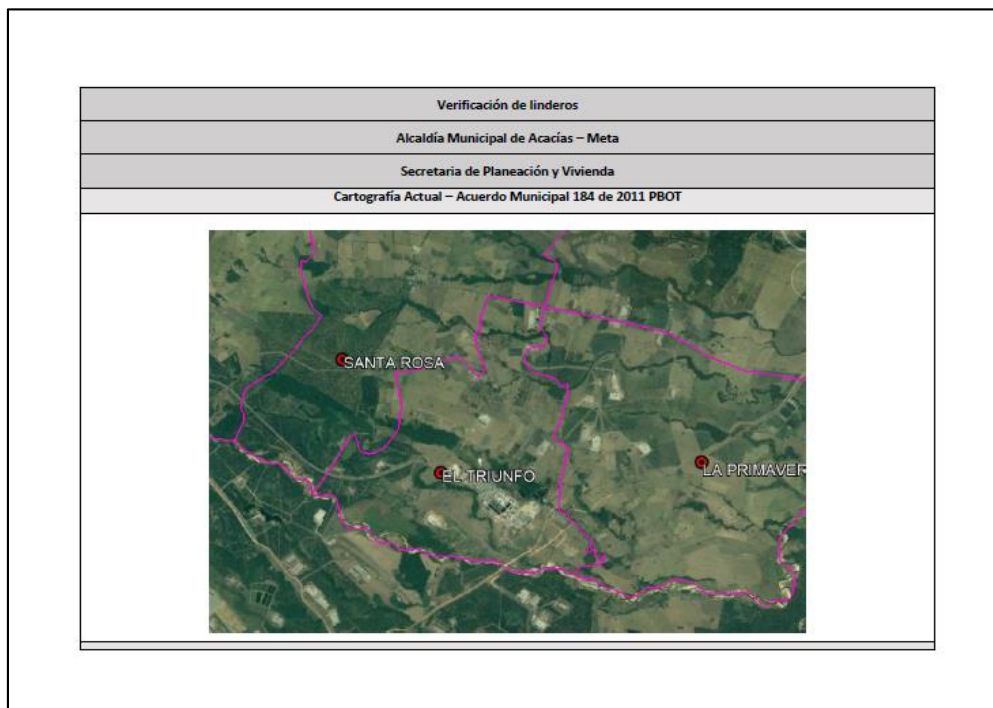 Verificación de linderos
Alcaldía Municipal de Acacías – Meta
Secretaria de Planeación y Vivienda
Cartografía Actual – Acuerdo Municipal 184 de 2011 PBOT
SANTA ROSA
EL TRIUNFO
LA PRIMAVER